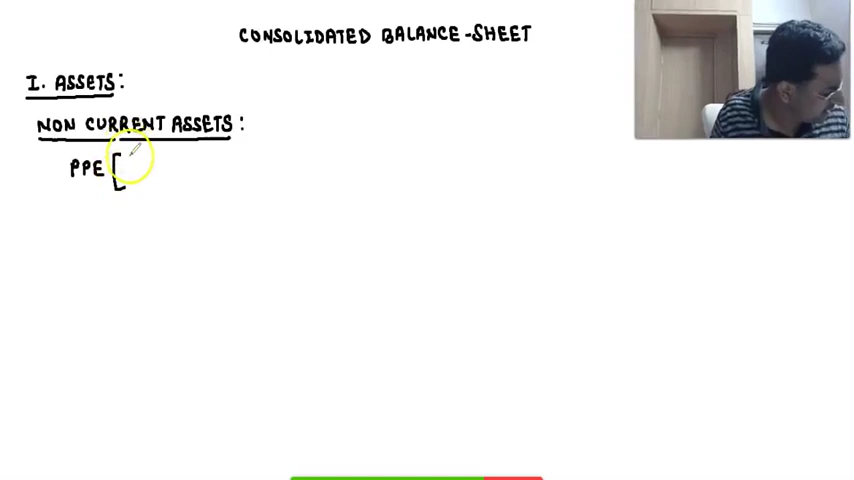 CONSOLIDATED BALANCE-SHEET
I. ASSETS:
NON CURRENT ASSETS:
PPE [